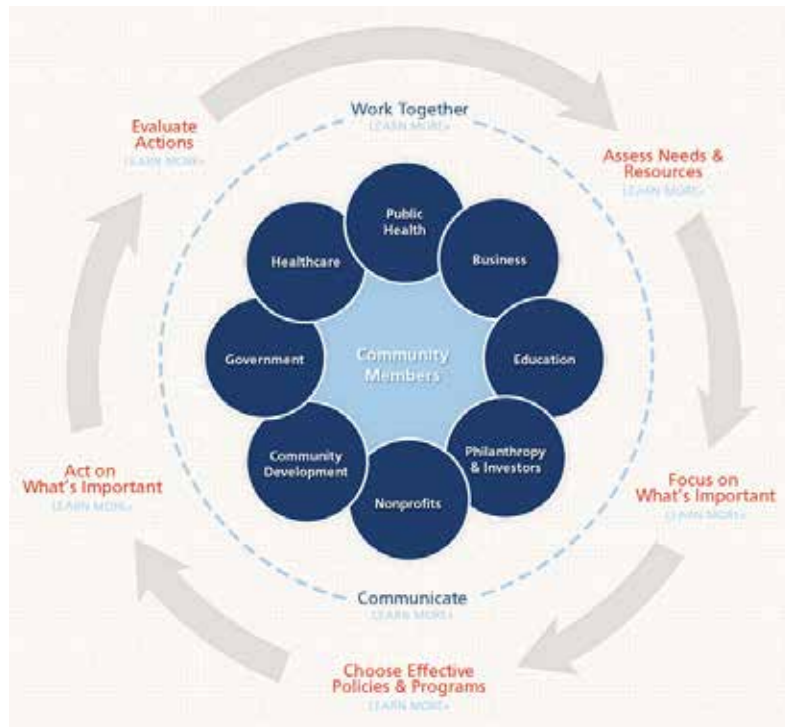 Work Together
LEARN MORE»
Evaluate
Actions
LEARN MORE»
Assess Needs &
Resources
LEARN MORE»
Public
Health
Healthcare
Business
Government
Community
Members
Education
Community
Development
Philanthropy
& Investors
Nonprofits
Act on
What's Important
LEARN MORE»
Focus on
What's Important
LEARN MORE»
Communicate
LEARN MORE»
Choose Effective
Policies & Programs
LEARN MORE»